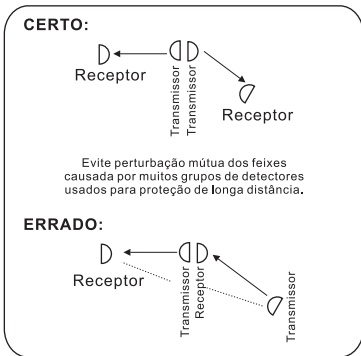 CERTO:
Receptor
Transmissor
Transmissor
Receptor
Evite perturbação mútua dos feixes
causada por muitos grupos de detectores
usados para proteção de longa distância.
ERRADO:
Receptor
Transmissor
Receptor
Transmissor